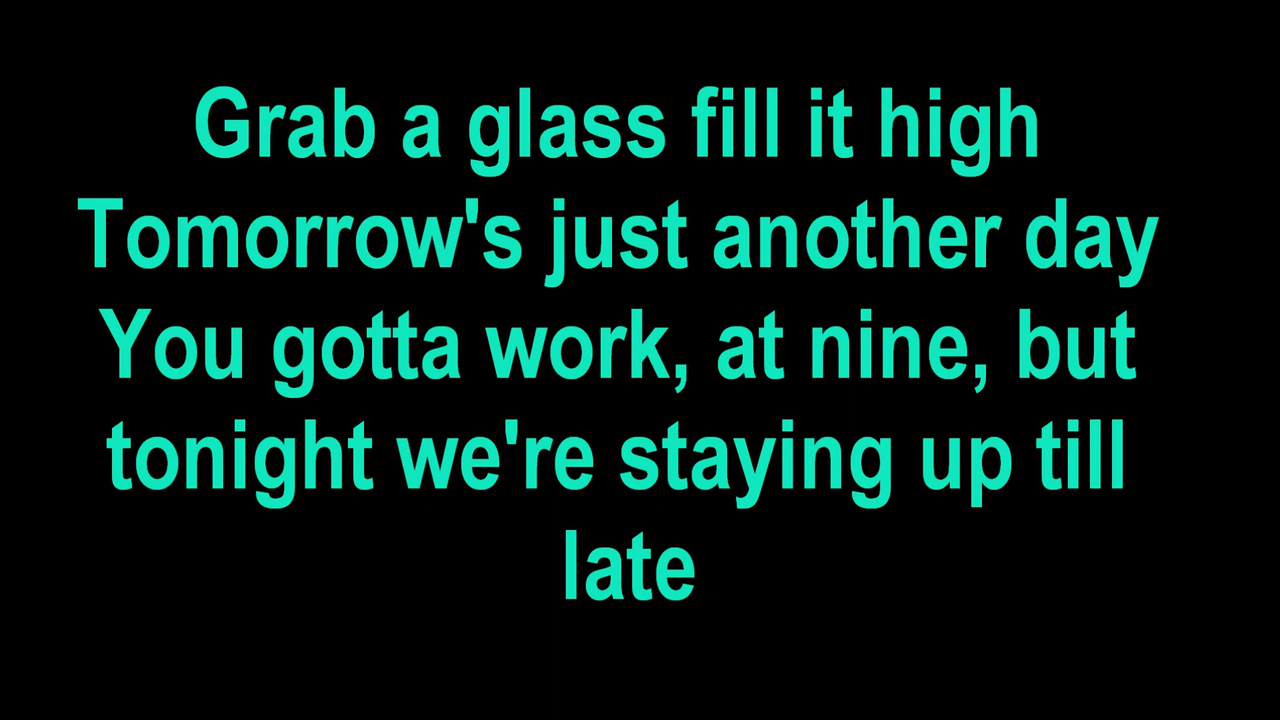 Grab a glass fill it high
Tomorrow's just another day
You gotta work, at nine, but
tonight we're staying up till
late